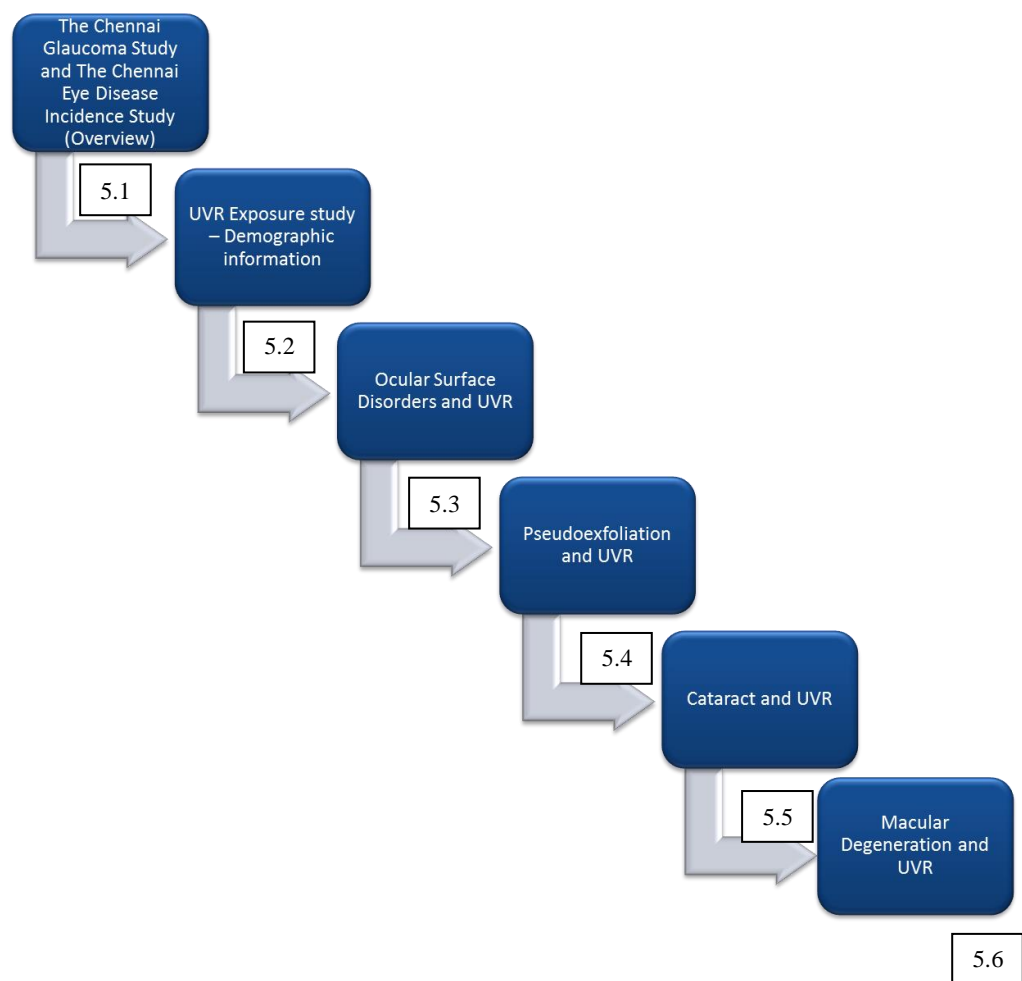 The Chennai
Glaucoma Study
and The Chennai
Eye Disease
Incidence Study
(Overview)
5.1
UVR Exposure study
– Demographic
information
5.2
Ocular Surface
Disorders and UVR
5.3
Pseudoexfoliation
and UVR
5.4
Cataract and UVR
5.5
Macular
Degeneration and
UVR
5.6